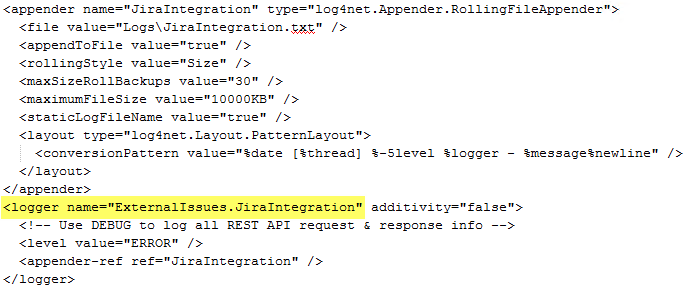 <appender name="JiraIntegration" type="log4net.Appender.RollingFileAppender">
  <file value="Logs\JiraIntegration.txt" />
  <appendToFile value="true" />
  <rollingStyle value="Size" />
  <maxSizeRollBackups value="30" />
  <maximumFileSize value="10000KB" />
  <staticLogFileName value="true" />
  <layout type="log4net.Layout.PatternLayout">
    <conversionPattern value="%date [%thread] %-5level %logger - %message%newline" />
  </layout>
</appender>
<logger name="ExternalIssues.JiraIntegration" additivity="false">
  <!-- Use DEBUG to log all REST API request & response info -->
  <level value="ERROR" />
  <appender-ref ref="JiraIntegration" />
</logger>